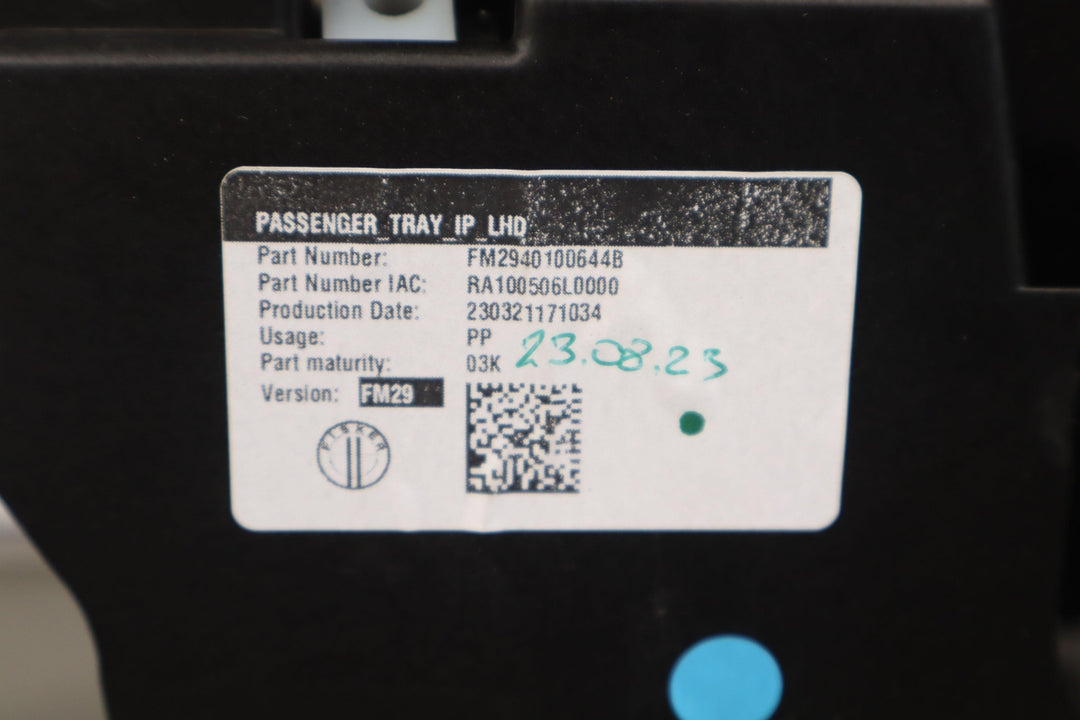 PASSENGER_TRAY_IP_LHD
Part Number: FM2940100644B
Part Number IAC: RA100506L0000
Production Date: 230321171034
Usage: PP
Part maturity: 03K
23.08.23
Version: FM29
FISKER